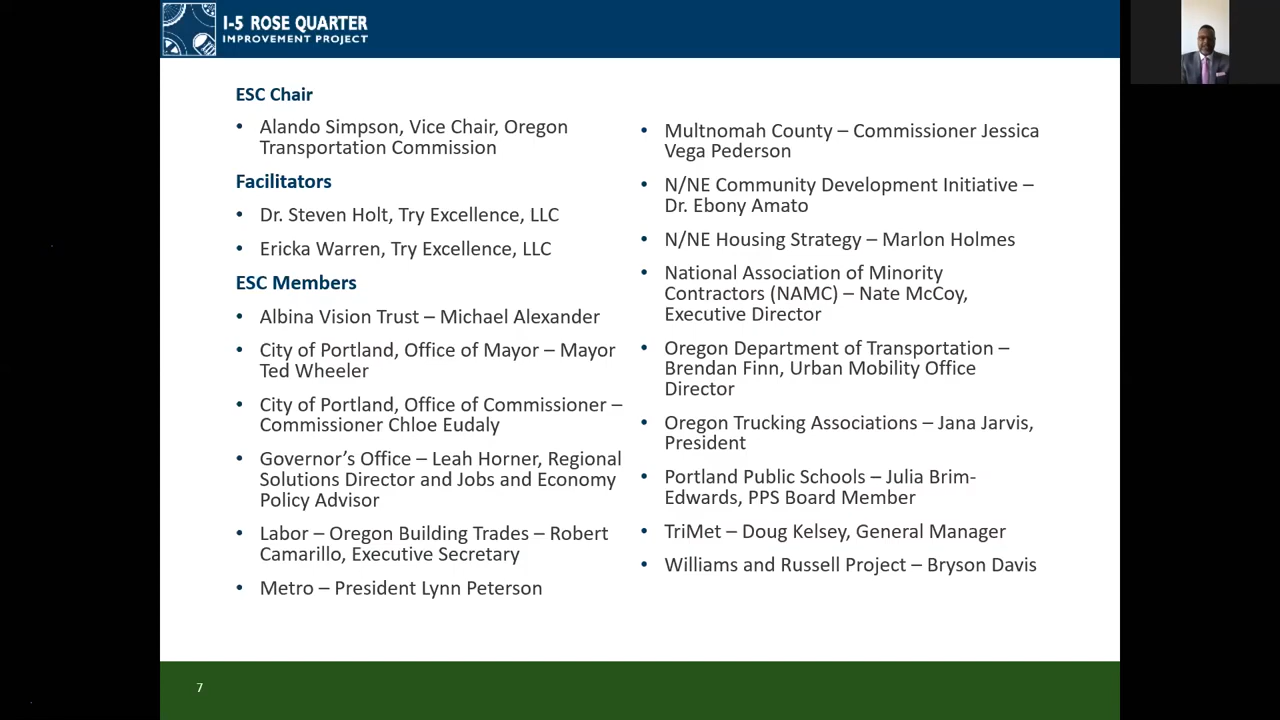 I-5 ROSE QUARTER
IMPROVEMENT PROJECT
ESC Chair
• Alando Simpson, Vice Chair, Oregon
Transportation Commission
Facilitators
• Dr. Steven Holt, Try Excellence, LLC
• Ericka Warren, Try Excellence, LLC
ESC Members
• Albina Vision Trust – Michael Alexander
• City of Portland, Office of Mayor – Mayor
Ted Wheeler
• City of Portland, Office of Commissioner –
Commissioner Chloe Eudaly
• Governor’s Office – Leah Horner, Regional
Solutions Director and Jobs and Economy
Policy Advisor
• Labor – Oregon Building Trades – Robert
Camarillo, Executive Secretary
• Metro – President Lynn Peterson
• Multnomah County – Commissioner Jessica
Vega Pederson
• N/NE Community Development Initiative –
Dr. Ebony Amato
• N/NE Housing Strategy – Marlon Holmes
• National Association of Minority
Contractors (NAMC) – Nate McCoy,
Executive Director
• Oregon Department of Transportation –
Brendan Finn, Urban Mobility Office
Director
• Oregon Trucking Associations – Jana Jarvis,
President
• Portland Public Schools – Julia Brim-
Edwards, PPS Board Member
• TriMet – Doug Kelsey, General Manager
• Williams and Russell Project – Bryson Davis
7